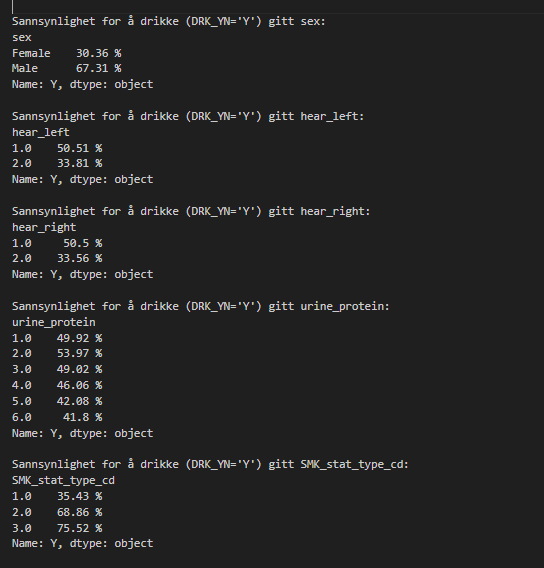 Sannsynlighet for å drikke (DRK_YN='Y') gitt sex:
sex
Female    30.36 %
Male      67.31 %
Name: Y, dtype: object

Sannsynlighet for å drikke (DRK_YN='Y') gitt hear_left:
hear_left
1.0    50.51 %
2.0    33.81 %
Name: Y, dtype: object

Sannsynlighet for å drikke (DRK_YN='Y') gitt hear_right:
hear_right
1.0     50.5 %
2.0    33.56 %
Name: Y, dtype: object

Sannsynlighet for å drikke (DRK_YN='Y') gitt urine_protein:
urine_protein
1.0    49.92 %
2.0    53.97 %
3.0    49.02 %
4.0    46.06 %
5.0    42.08 %
6.0     41.8 %
Name: Y, dtype: object

Sannsynlighet for å drikke (DRK_YN='Y') gitt SMK_stat_type_cd:
SMK_stat_type_cd
1.0    35.43 %
2.0    68.86 %
3.0    75.52 %
Name: Y, dtype: object